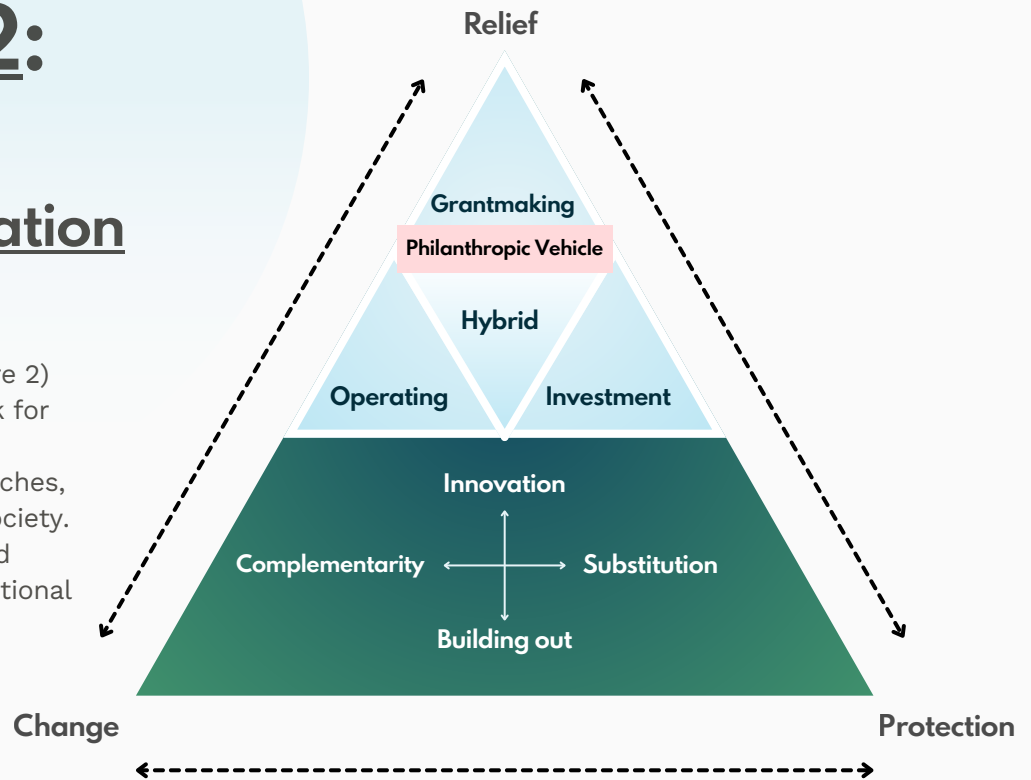 2:
ation
e 2)
k for
ches,
ociety.
d
tional
Relief
Grantmaking
Philanthropic Vehicle
Hybrid
Operating Investment
Innovation
Complementarity Substitution
Building out
Change Protection